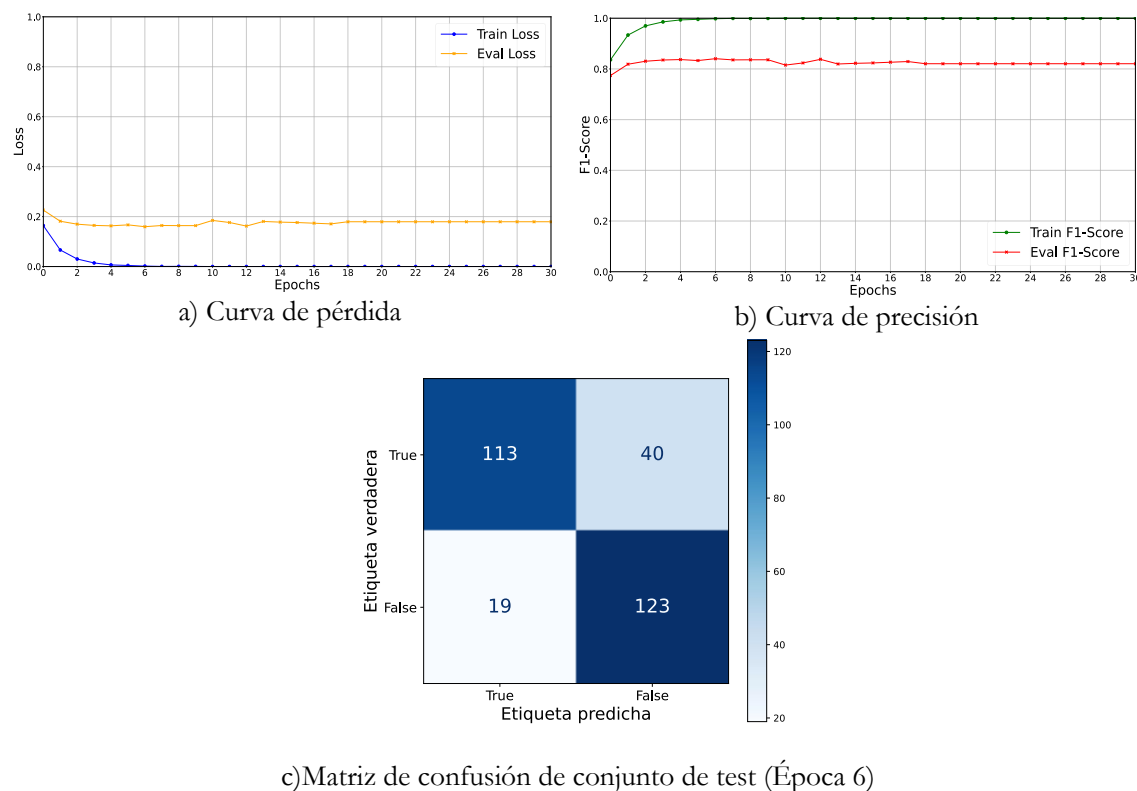 1.0
0.8
0.6
0.4
0.2
0.0
Loss
Train Loss
Eval Loss
0 2 4 6 8 10 12 14 16 18 20 22 24 26 28 30
Epochs
a) Curva de pérdida
1.0
0.8
0.6
0.4
0.2
0.0
F1-Score
Train F1-Score
Eval F1-Score
0 2 4 6 8 10 12 14 16 18 20 22 24 26 28 30
Epochs
b) Curva de precisión
Etiqueta verdadera
True
113 40
False
19 123
True False
Etiqueta predicha
120
100
80
60
40
20
c)Matriz de confusión de conjunto de test (Época 6)